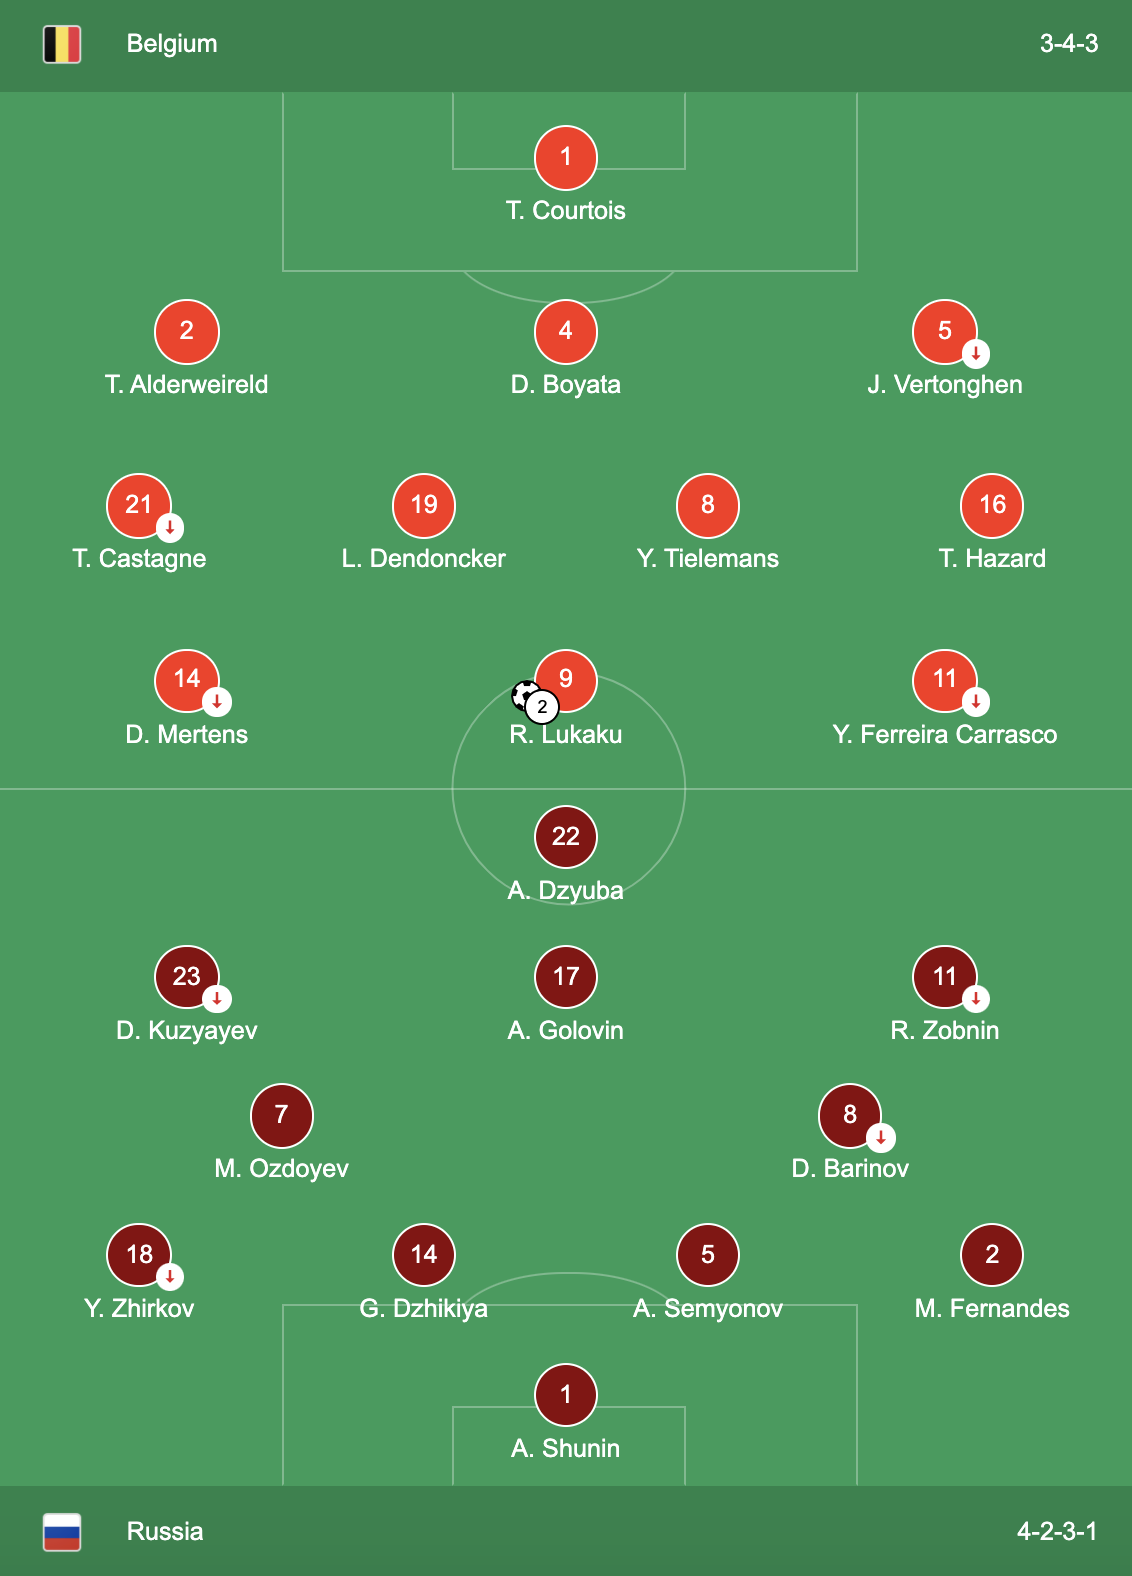 Belgium 3-4-3
1
T. Courtois
2 4 5
T. Alderweireld D. Boyata J. Vertonghen
21 19 8 16
T. Castagne L. Dendoncker Y. Tielemans T. Hazard
14 9 11
2
D. Mertens R. Lukaku Y. Ferreira Carrasco
22
A. Dzyuba
23 17 11
D. Kuzyayev A. Golovin R. Zobnin
7 8
M. Ozdoyev D. Barinov
18 14 5 2
Y. Zhirkov G. Dzhikiya A. Semyonov M. Fernandes
1
A. Shunin
Russia 4-2-3-1